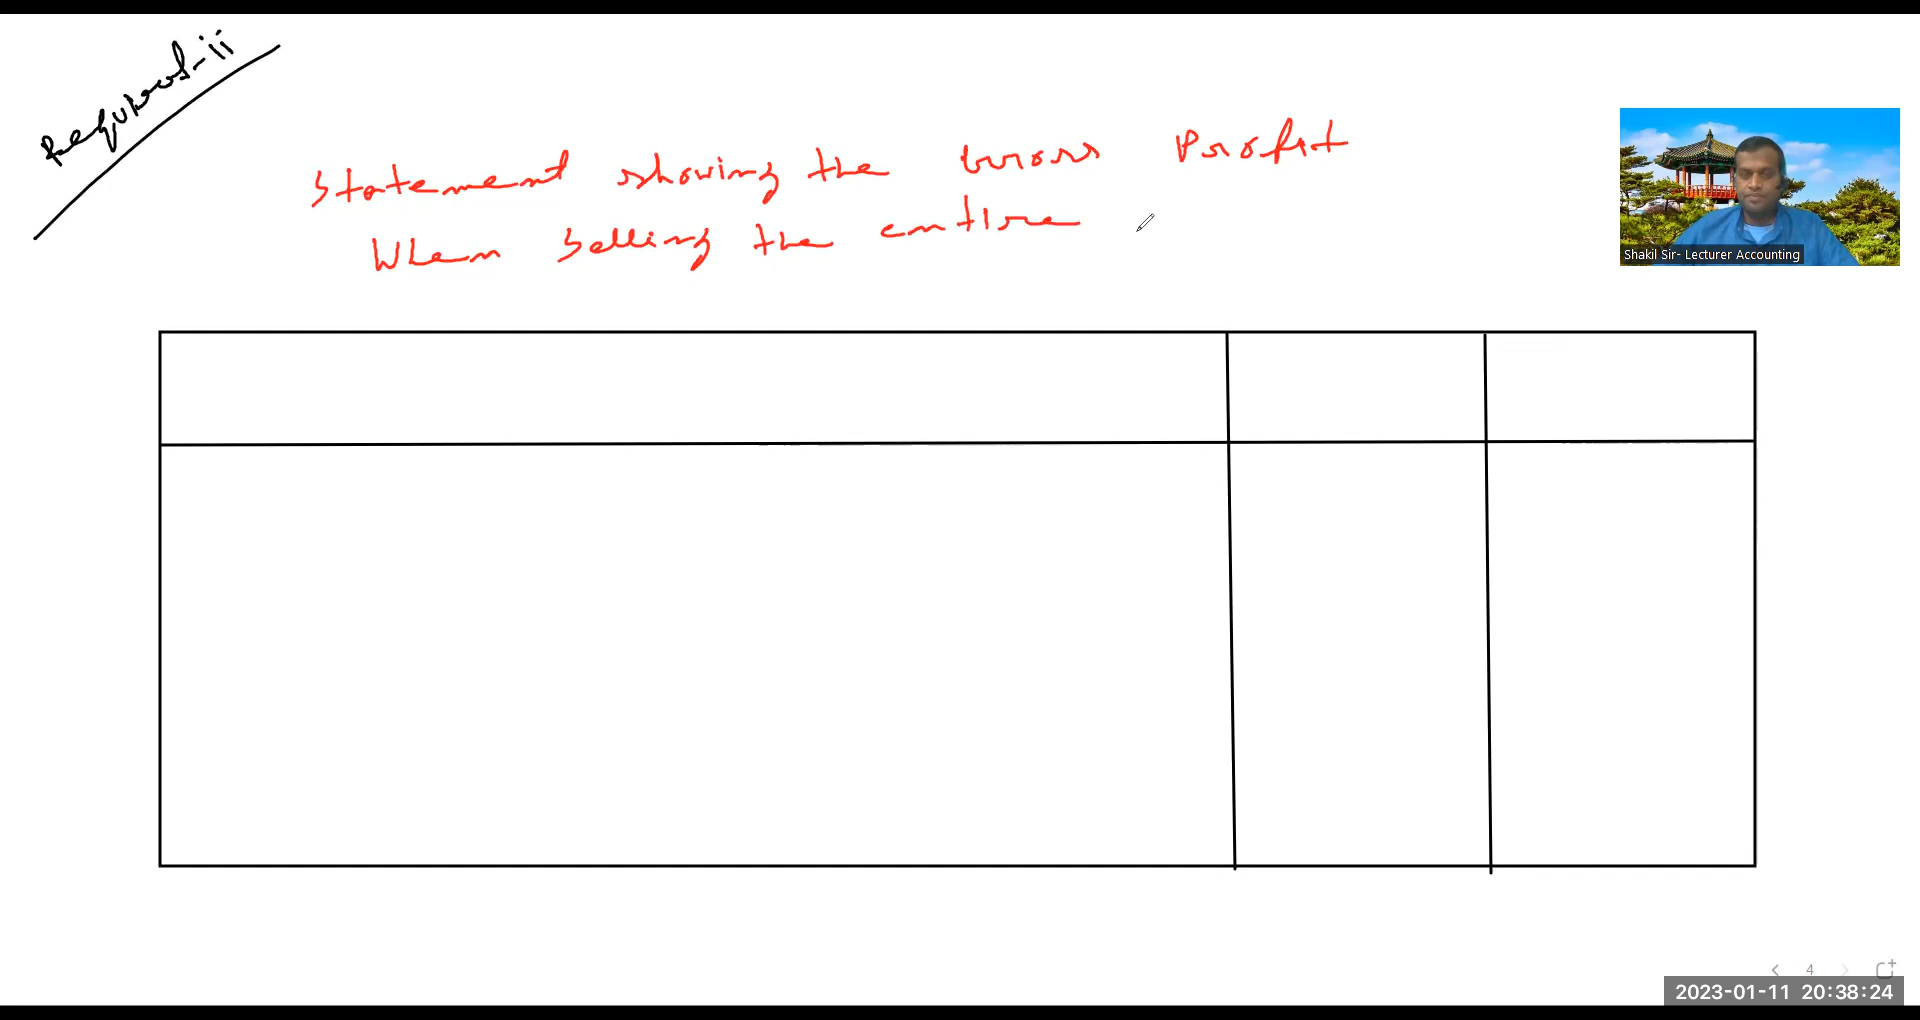 Requirment-ii
Statement showing the Gross Profit
When Selling the entire
Shakil Sir- Lecturer Accounting
4
2023-01-11 20:38:24